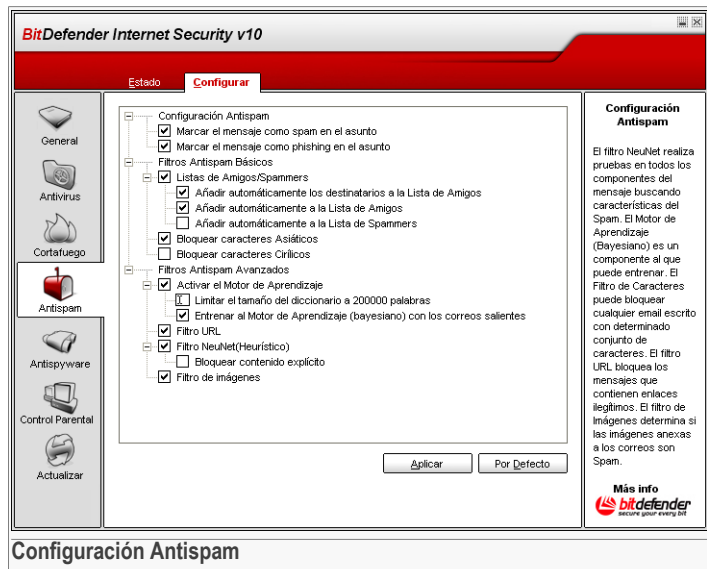 BitDefender Internet Security v10
Estado
Configurar
General
Antivirus
Cortafuego
Antispam
Antispyware
Control Parental
Actualizar
Configuración Antispam
Marcar el mensaje como spam en el asunto
Marcar el mensaje como phishing en el asunto
Filtros Antispam Básicos
Listas de Amigos/Spammers
Añadir automáticamente los destinatarios a la Lista de Amigos
Añadir automáticamente a la Lista de Amigos
Añadir automáticamente a la Lista de Spammers
Bloquear caracteres Asiáticos
Bloquear caracteres Cirílicos
Filtros Antispam Avanzados
Activar el Motor de Aprendizaje
Limitar el tamaño del diccionario a 200000 palabras
Entrenar al Motor de Aprendizaje (bayesiano) con los correos salientes
Filtro URL
Filtro NeuNet(Heurístico)
Bloquear contenido explícito
Filtro de imágenes
Aplicar
Por Defecto
Configuración
Antispam
El filtro NeuNet realiza
pruebas en todos los
componentes del
mensaje buscando
características del
Spam. El Motor de
Aprendizaje
(Bayesiano) es un
componente al que
puede entrenar. El
Filtro de Caracteres
puede bloquear
cualquier email escrito
con determinado
conjunto de
caracteres. El filtro
URL bloquea los
mensajes que
contienen enlaces
ilegítimos. El filtro de
Imágenes determina si
las imágenes anexas
a los correos son
Spam.
Más info
bitdefender
secure your every bit
Configuración Antispam